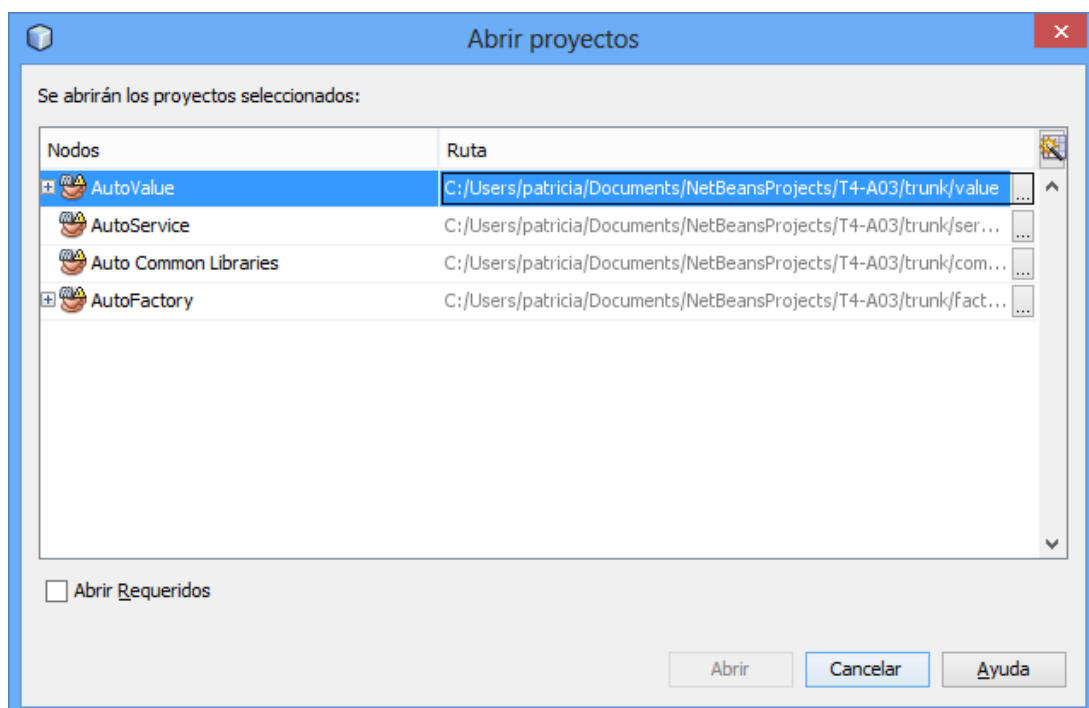 Abrir proyectos
Se abrirán los proyectos seleccionados:
Nodos Ruta
AutoValue C:/Users/patricia/Documents/NetBeansProjects/T4-A03/trunk/value ...
AutoService C:/Users/patricia/Documents/NetBeansProjects/T4-A03/trunk/ser... ...
Auto Common Libraries C:/Users/patricia/Documents/NetBeansProjects/T4-A03/trunk/com... ...
AutoFactory C:/Users/patricia/Documents/NetBeansProjects/T4-A03/trunk/fact... ...
Abrir Requeridos
Abrir Cancelar Ayuda